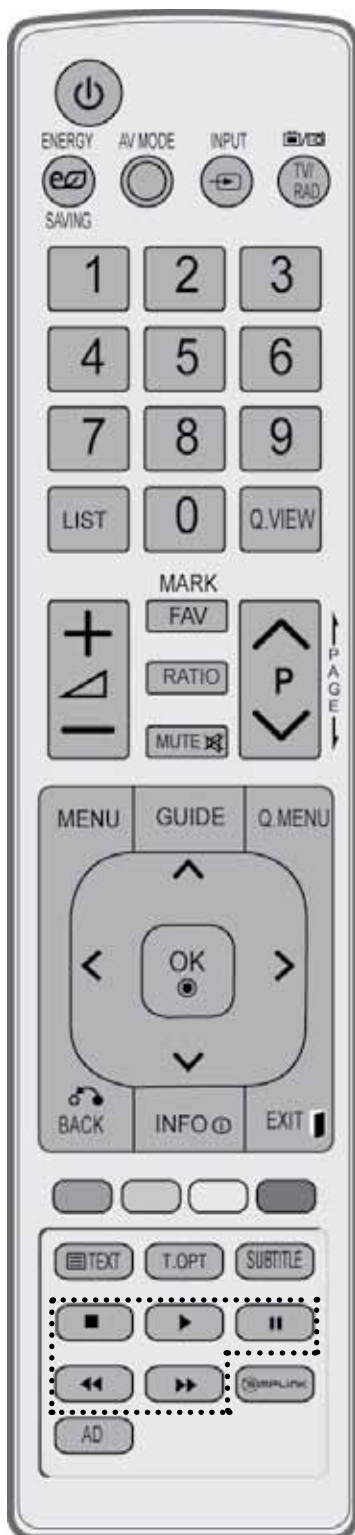 ENERGY AV MODE INPUT
TV/
RAD
SAVING
1 2 3
4 5 6
7 8 9
LIST 0 Q.VIEW
MARK
FAV
P
PAGE
RATIO
MUTE
MENU GUIDE Q.MENU
OK
BACK INFO EXIT
TEXT T.OPT SUBTITLE
SIMPLINK
AD